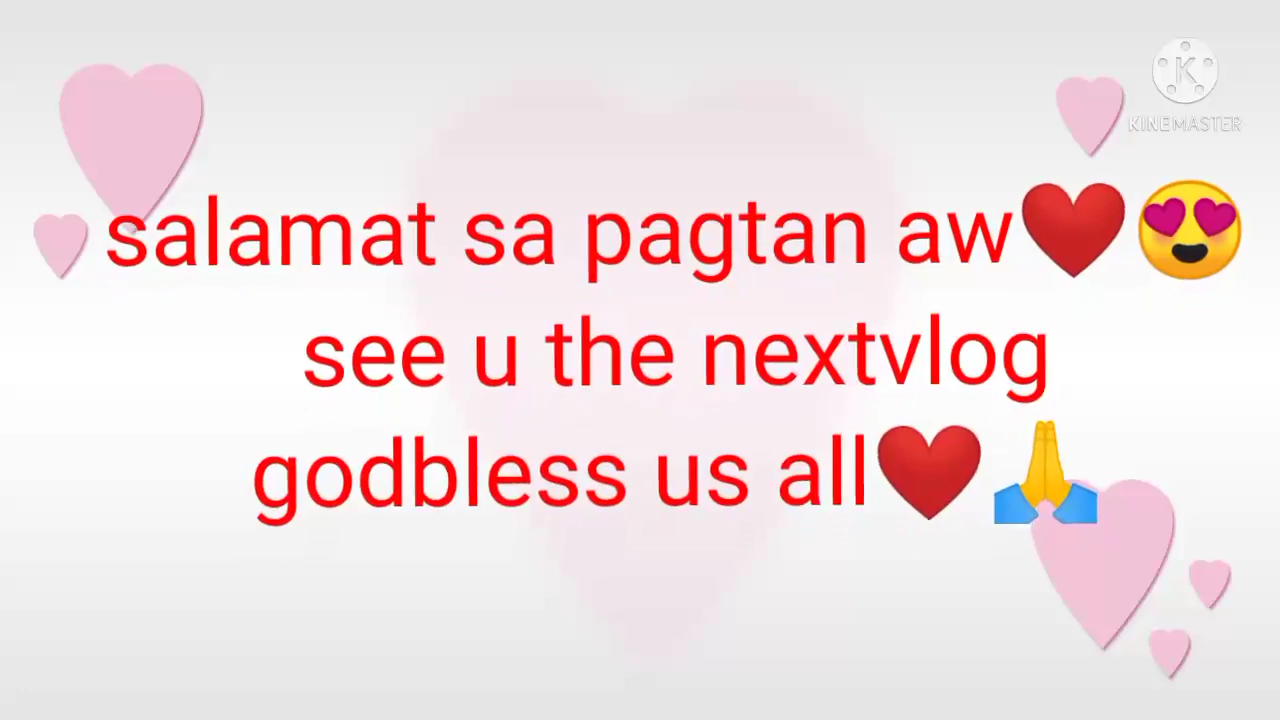 KINEMASTER
salamat sa pagtan aw❤️😍
see u the nextvlog
godbless us all❤️🙏